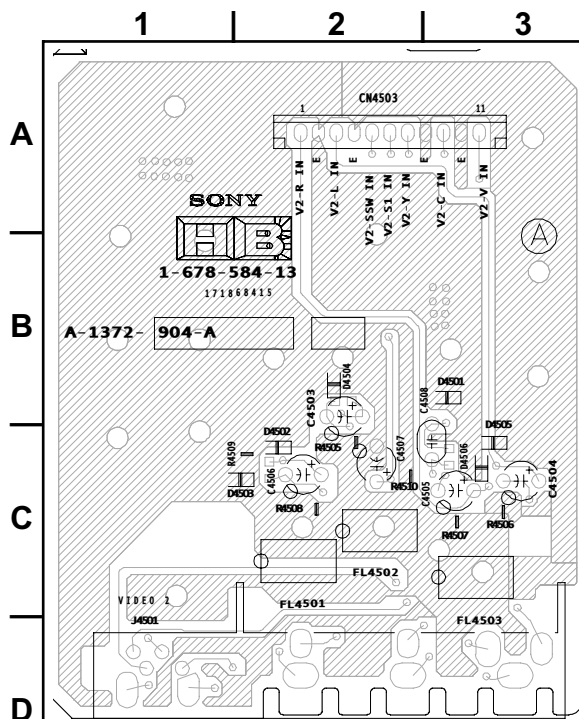 1 2 3
A
CN4503
1 11
V2-R IN
E
V2-L IN
E
V2-SSW IN
V2-S1 IN
V2-Y IN
E
V2-C IN
E
V2-V IN
SONY
HB
A
1-678-584-13
171868415
B
A-1372- 904-A
D4504
C4503
C4508
D4501
D4502
R4505
C4507
D4505
D4506
R4509
C4506
D4503
R4508
R4510
C4505
R4507
R4506
C4504
C
FL4502
VIDEO 2
FL4501
J4501
FL4503
D